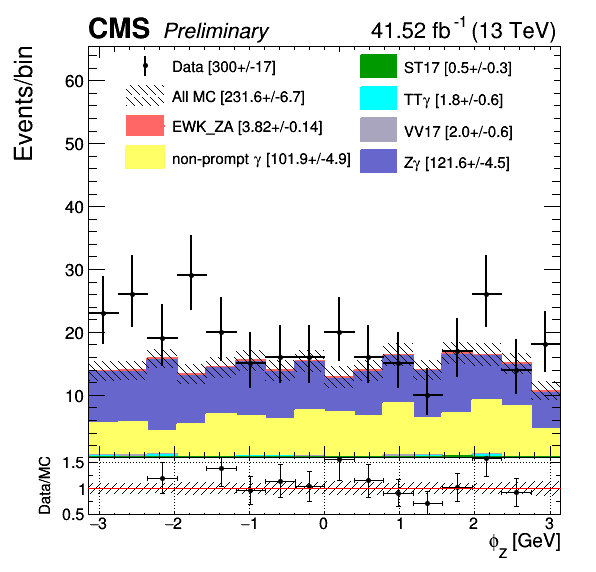 CMS Preliminary 41.52 fb⁻¹ (13 TeV)
Events/bin
60
50
40
30
20
10
Data [300+/-17]
All MC [231.6+/-6.7]
EWK_ZA [3.82+/-0.14]
non-prompt γ [101.9+/-4.9]
ST17 [0.5+/-0.3]
TTγ [1.8+/-0.6]
VV17 [2.0+/-0.6]
Zγ [121.6+/-4.5]
Data/MC
1.5
1
0.5
−3 −2 −1 0 1 2 3
ϕZ [GeV]